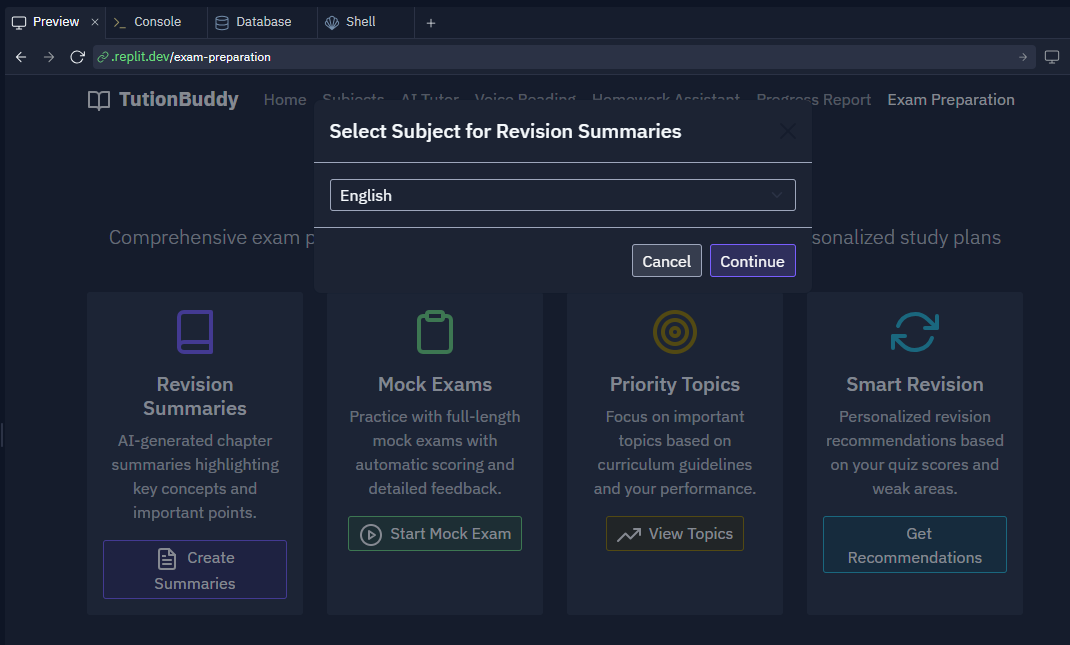 Preview
Console
Database
Shell
.replit.dev/exam-preparation
TutionBuddy Home Subjects AI Tutor Voice Reading Homework Assistant Progress Report Exam Preparation
Select Subject for Revision Summaries
English
Comprehensive exam p
sonalized study plans
Cancel Continue
Revision
Summaries
AI-generated chapter
summaries highlighting
key concepts and
important points.
Create
Summaries
Mock Exams
Practice with full-length
mock exams with
automatic scoring and
detailed feedback.
Start Mock Exam
Priority Topics
Focus on important
topics based on
curriculum guidelines
and your performance.
View Topics
Smart Revision
Personalized revision
recommendations based
on your quiz scores and
weak areas.
Get
Recommendations